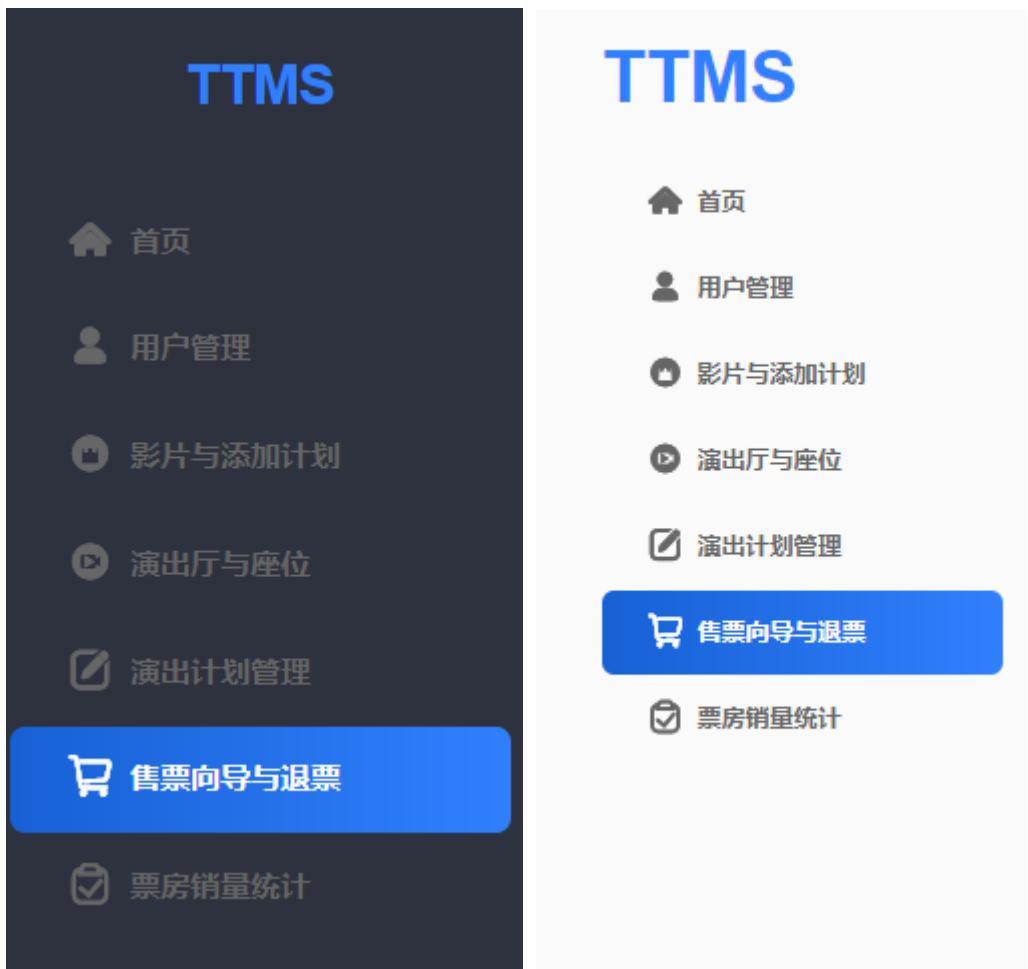 TTMS
首页
用户管理
影片与添加计划
演出厅与座位
演出计划管理
售票向导与退票
票房销量统计
TTMS
首页
用户管理
影片与添加计划
演出厅与座位
演出计划管理
售票向导与退票
票房销量统计